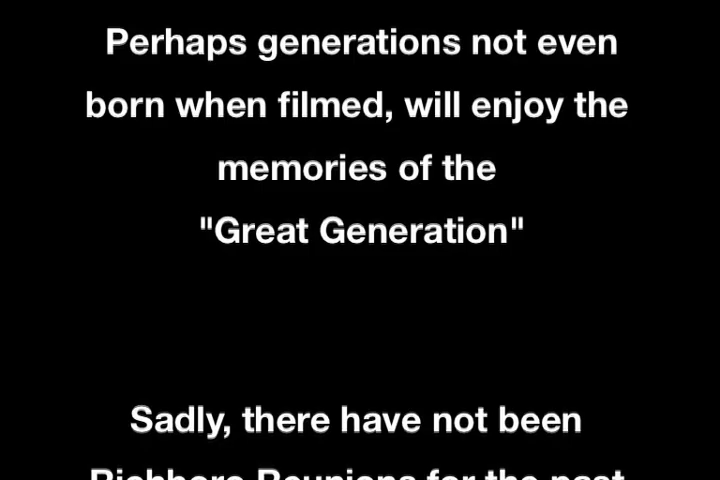 Perhaps generations not even
born when filmed, will enjoy the
memories of the
"Great Generation"
Sadly, there have not been
Richboro Reunions for the past